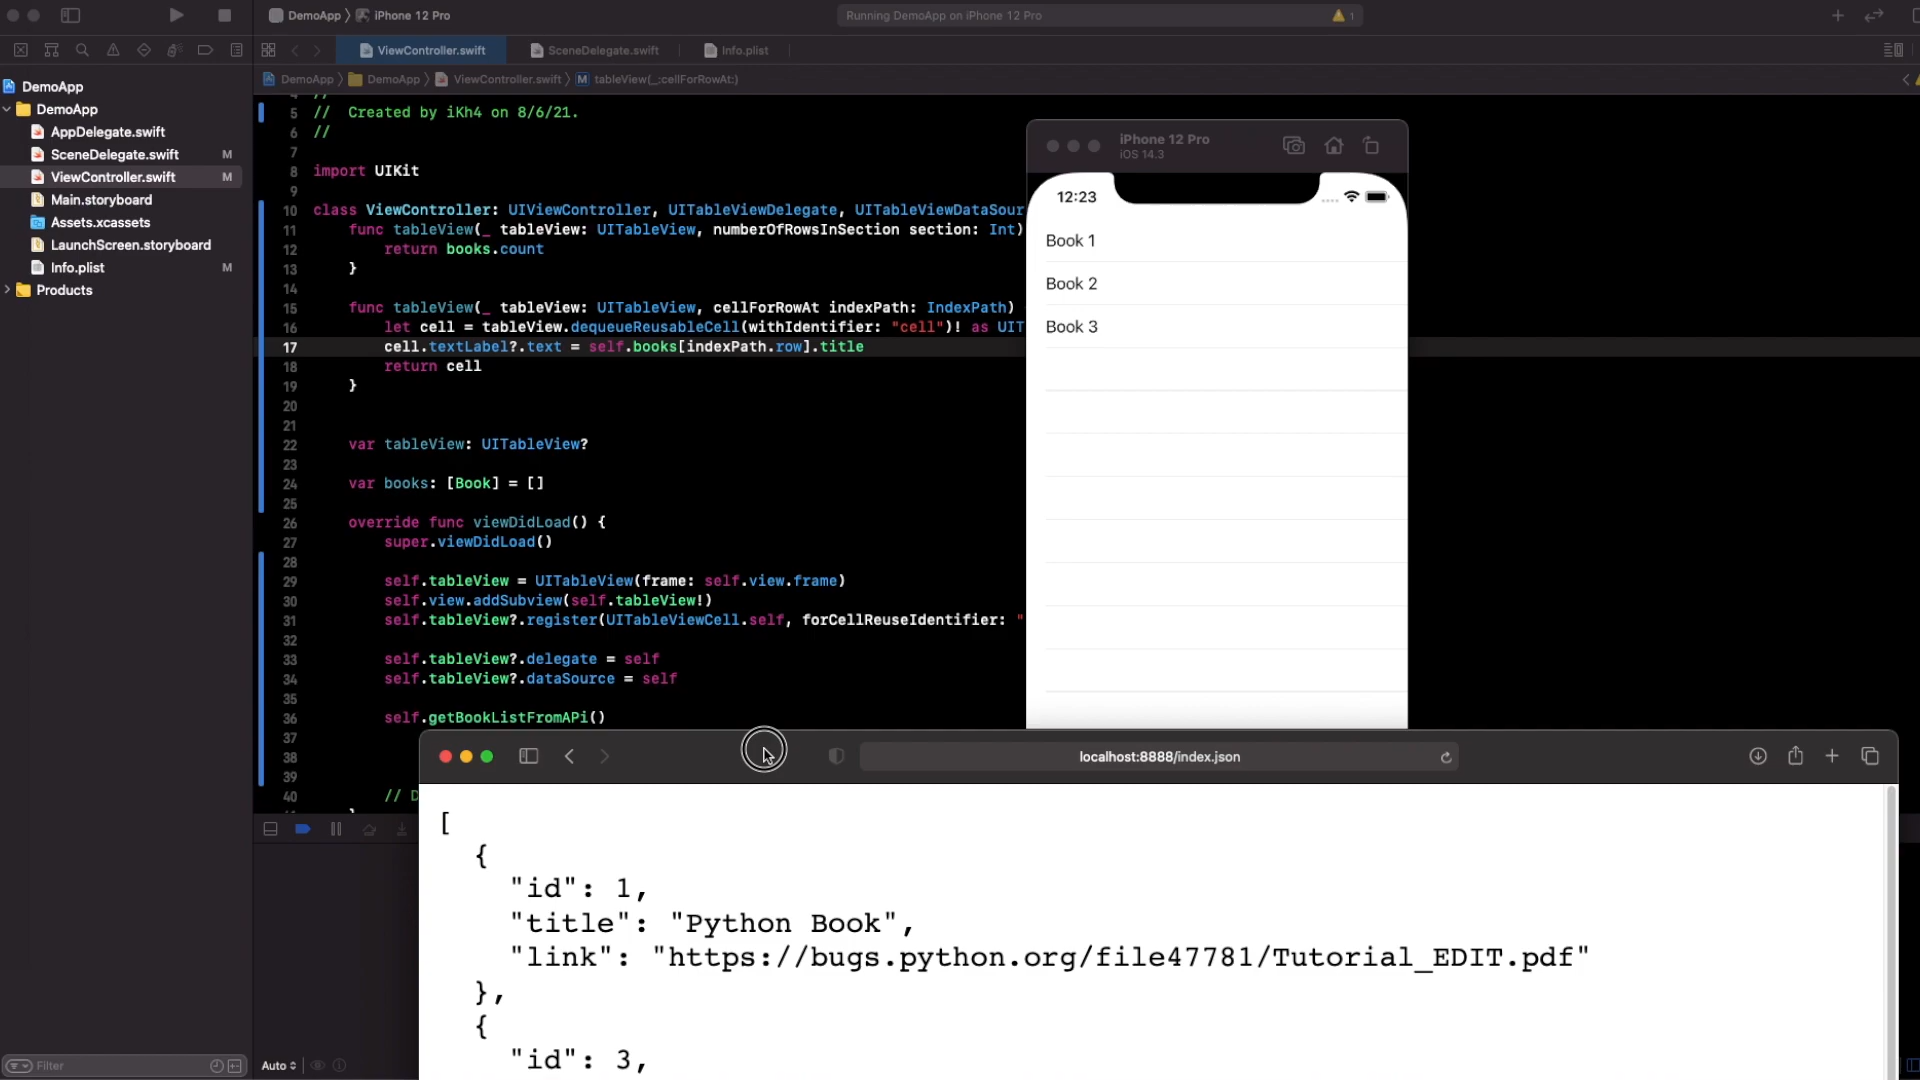 DemoApp
iPhone 12 Pro
Running DemoApp on iPhone 12 Pro
1
ViewController.swift
SceneDelegate.swift
Info.plist
DemoApp
DemoApp
ViewController.swift
M
tableView(_:cellForRowAt:)
DemoApp
DemoApp
AppDelegate.swift
SceneDelegate.swift
M
ViewController.swift
M
Main.storyboard
Assets.xcassets
LaunchScreen.storyboard
Info.plist
M
Products
Filter
5 // Created by iKh4 on 8/6/21.
6 //
7
8 import UIKit
9
10 class ViewController: UIViewController, UITableViewDelegate, UITableViewDataSour
11 func tableView(_ tableView: UITableView, numberOfRowsInSection section: Int)
12 return books.count
13 }
14
15 func tableView(_ tableView: UITableView, cellForRowAt indexPath: IndexPath)
16 let cell = tableView.dequeueReusableCell(withIdentifier: "cell")! as UIT
17 cell.textLabel?.text = self.books[indexPath.row].title
18 return cell
19 }
20
21
22 var tableView: UITableView?
23
24 var books: [Book] = []
25
26 override func viewDidLoad() {
27 super.viewDidLoad()
28
29 self.tableView = UITableView(frame: self.view.frame)
30 self.view.addSubview(self.tableView!)
31 self.tableView?.register(UITableViewCell.self, forCellReuseIdentifier: "
32
33 self.tableView?.delegate = self
34 self.tableView?.dataSource = self
35
36 self.getBookListFromAPi()
37
38
39
40 // D
Auto
iPhone 12 Pro
iOS 14.3
12:23
Book 1
Book 2
Book 3
localhost:8888/index.json
[
{
"id": 1,
"title": "Python Book",
"link": "https://bugs.python.org/file47781/Tutorial_EDIT.pdf"
},
{
"id": 3,